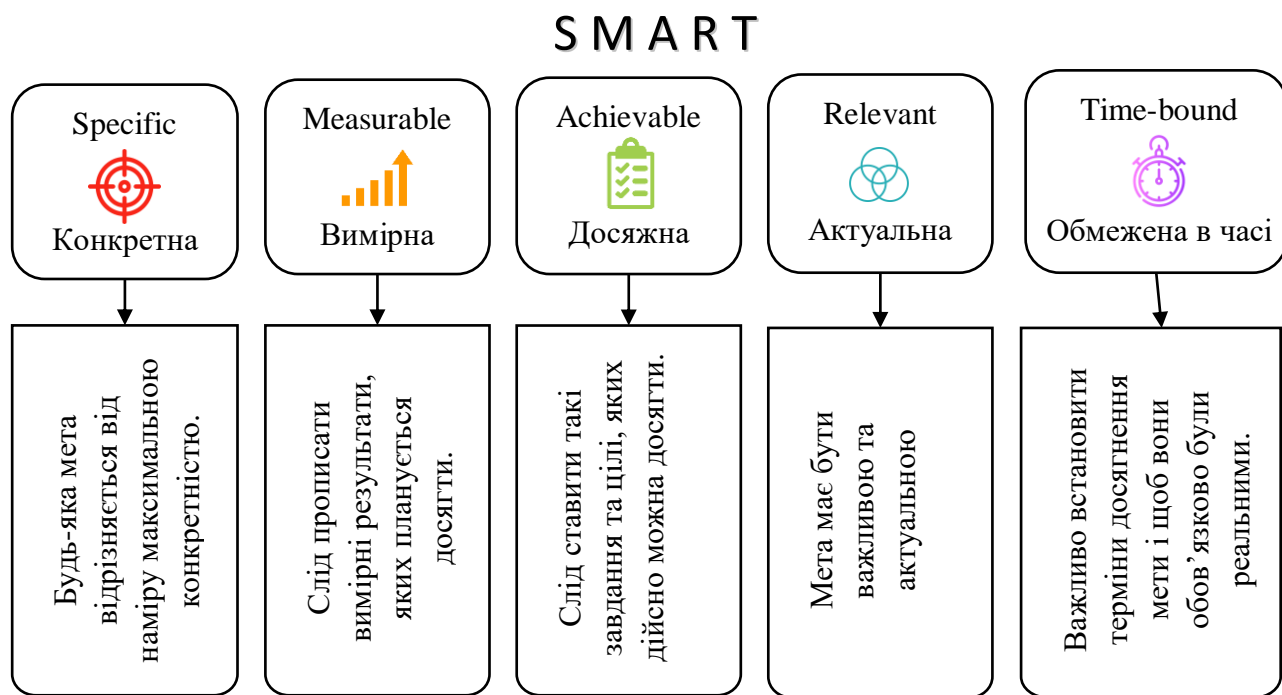 S M A R T
Specific
Конкретна
Measurable
Вимірна
Achievable
Досяжна
Relevant
Актуальна
Time-bound
Обмежена в часі
Будь-яка мета
відрізняється від
наміру максимальною
конкретністю.
Слід прописати
вимірні результати,
яких планується
досягти.
Слід ставити такі
завдання та цілі, яких
дійсно можна досягти.
Мета має бути
важливою та
актуальною
Важливо встановити
терміни досягнення
мети і щоб вони
обов’язково були
реальними.